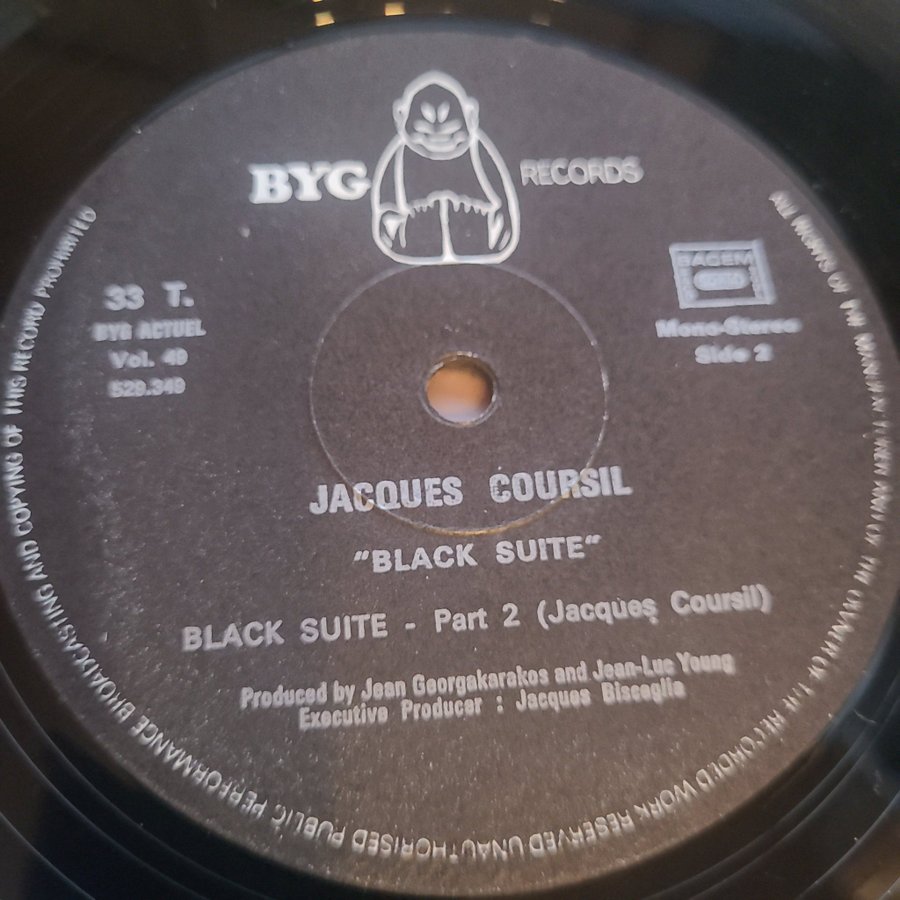 BYG RECORDS
33 T.
BYG ACTUEL
Vol. 49
529.349
SACEM
Mono-Stereo
Side 2
JACQUES COURSIL
"BLACK SUITE"
BLACK SUITE - Part 2 (Jacques Coursil)
Produced by Jean Georgakarakos and Jean-Luc Young
Executive Producer : Jacques Bisceglia
ALL RIGHTS OF THE MANUFACTURER AND OF THE OWNER OF THE RECORDED WORK RESERVED UNAUTHORISED PUBLIC PERFORMANCE BROADCASTING AND COPYING OF THIS RECORD PROHIBITED